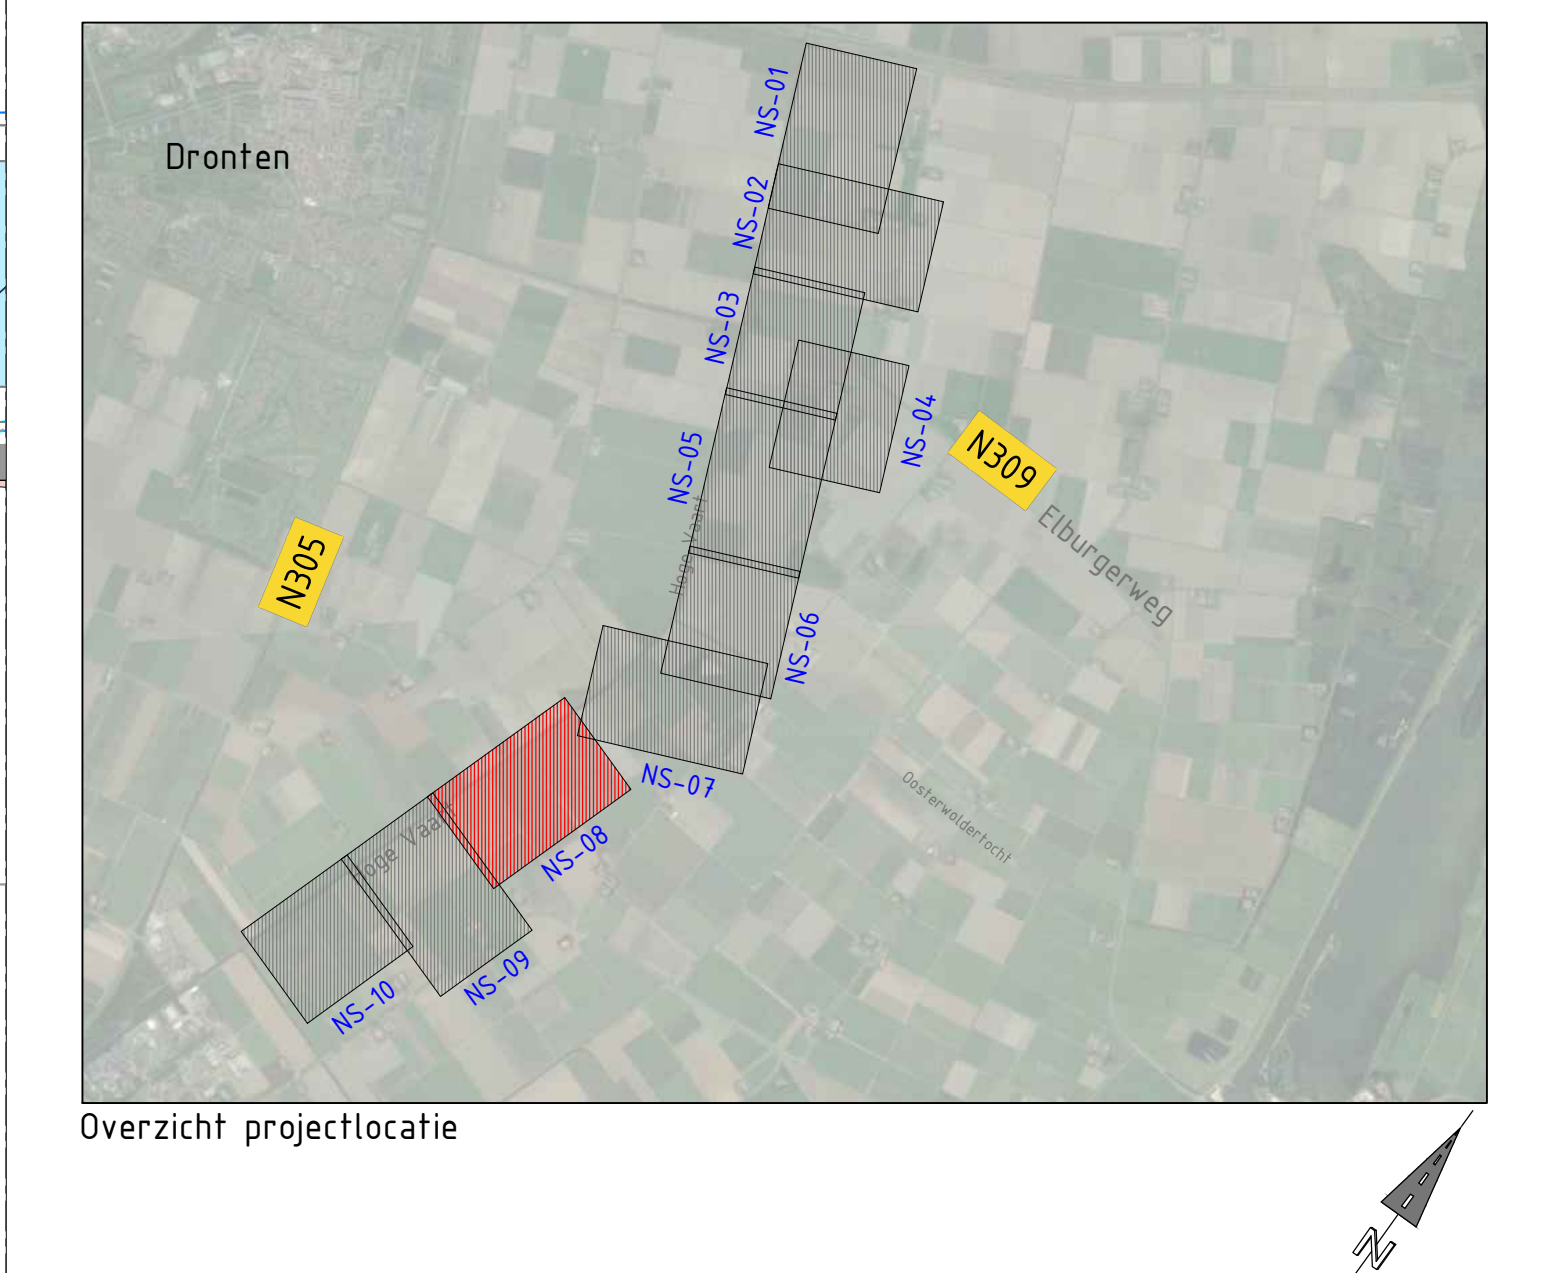 NS-01
Dronten
NS-02
NS-03
NS-04
N309
NS-05
Hoge Vaart
Elburgerweg
N305
NS-06
NS-07
Oosterwoldertocht
NS-08
Hoge Vaart
NS-09
NS-10
Overzicht projectlocatie
N